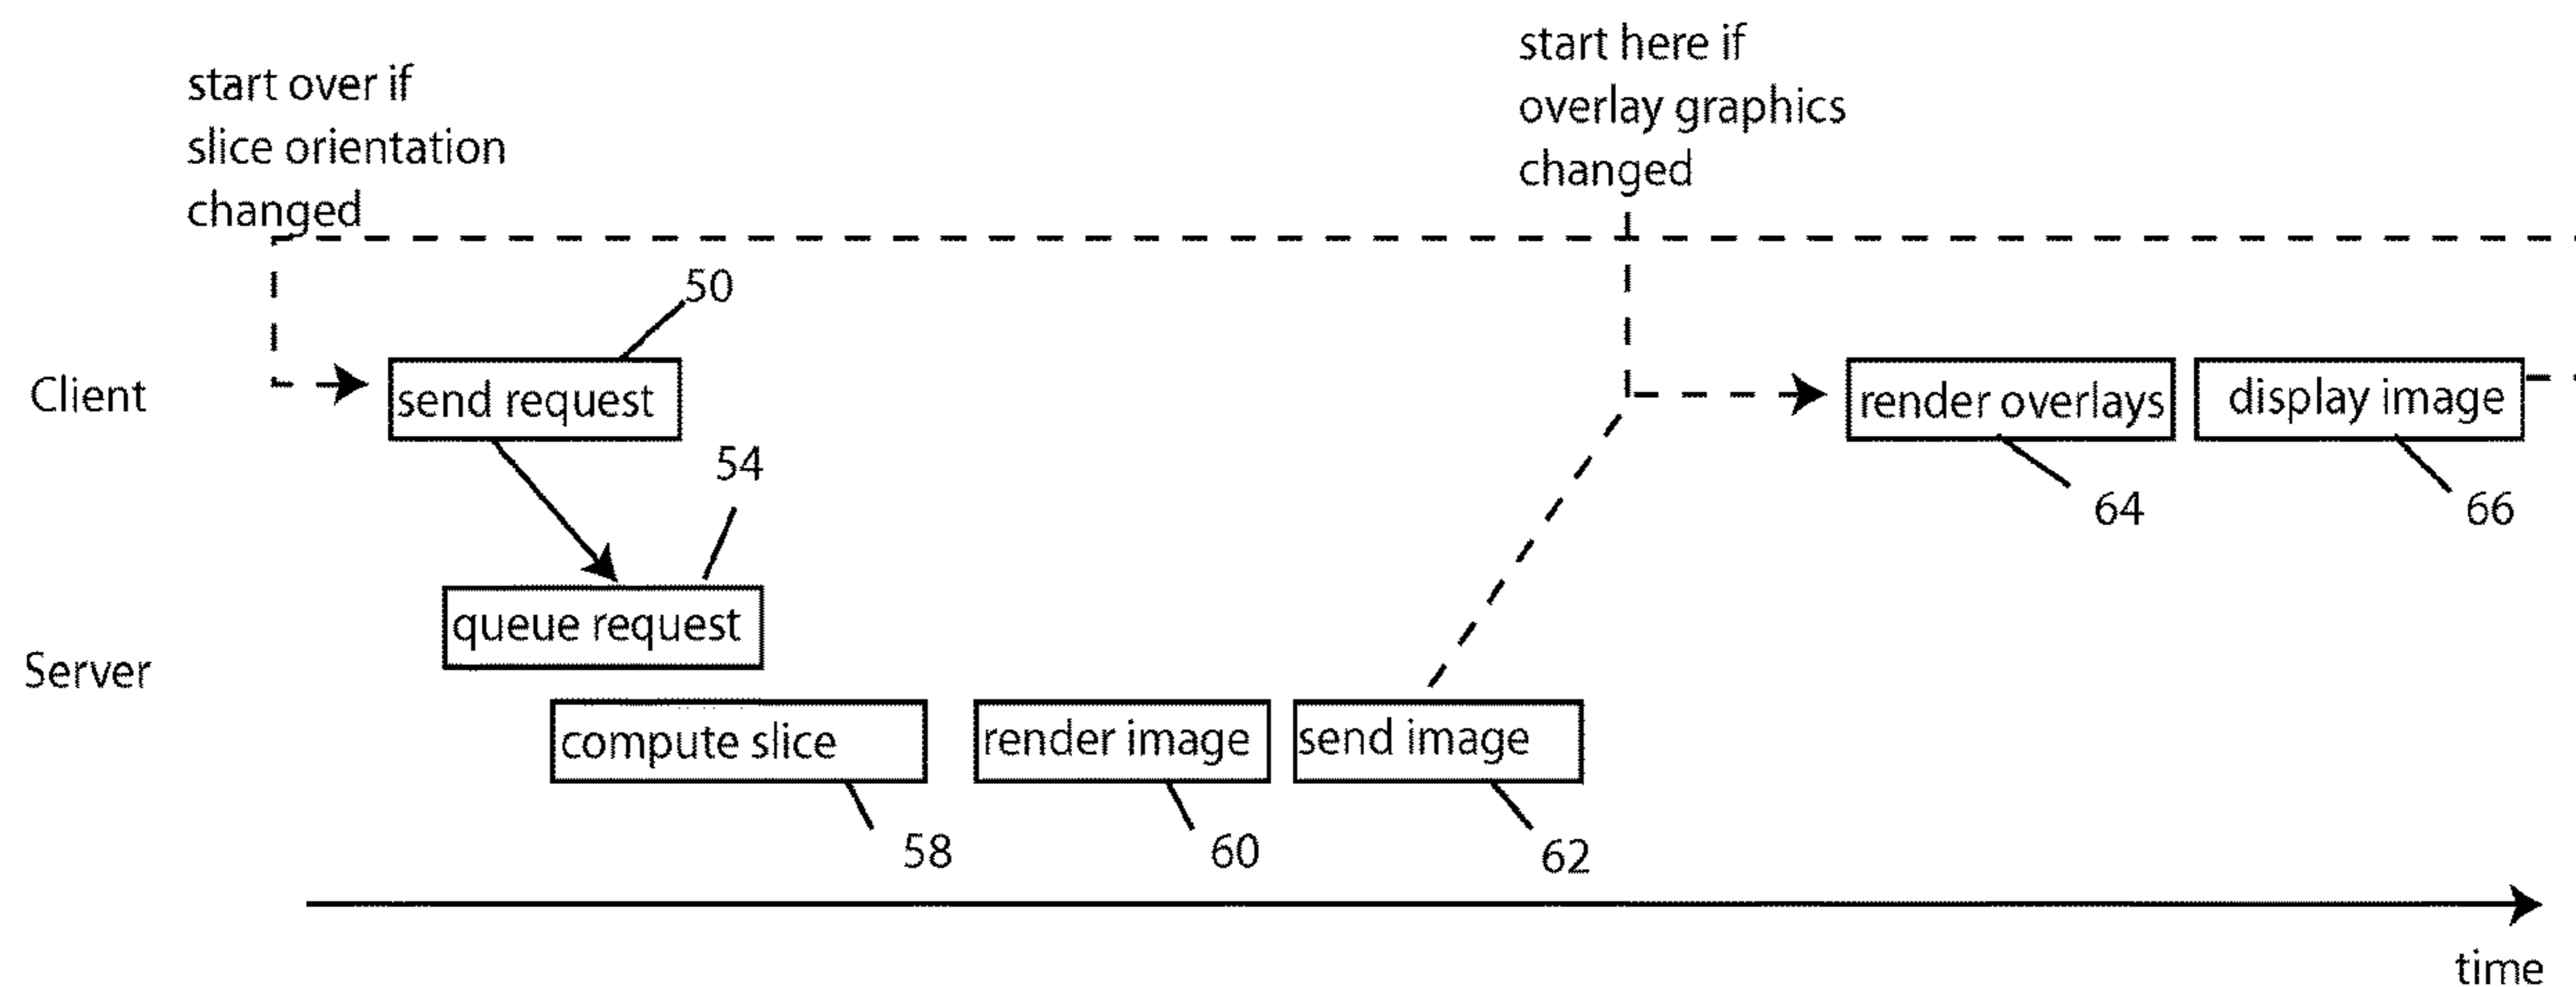 start over if
slice orientation
changed
start here if
overlay graphics
changed
50
Client
send request
render overlays
display image
54
64
66
queue request
Server
compute slice
render image
send image
58
60
62
time